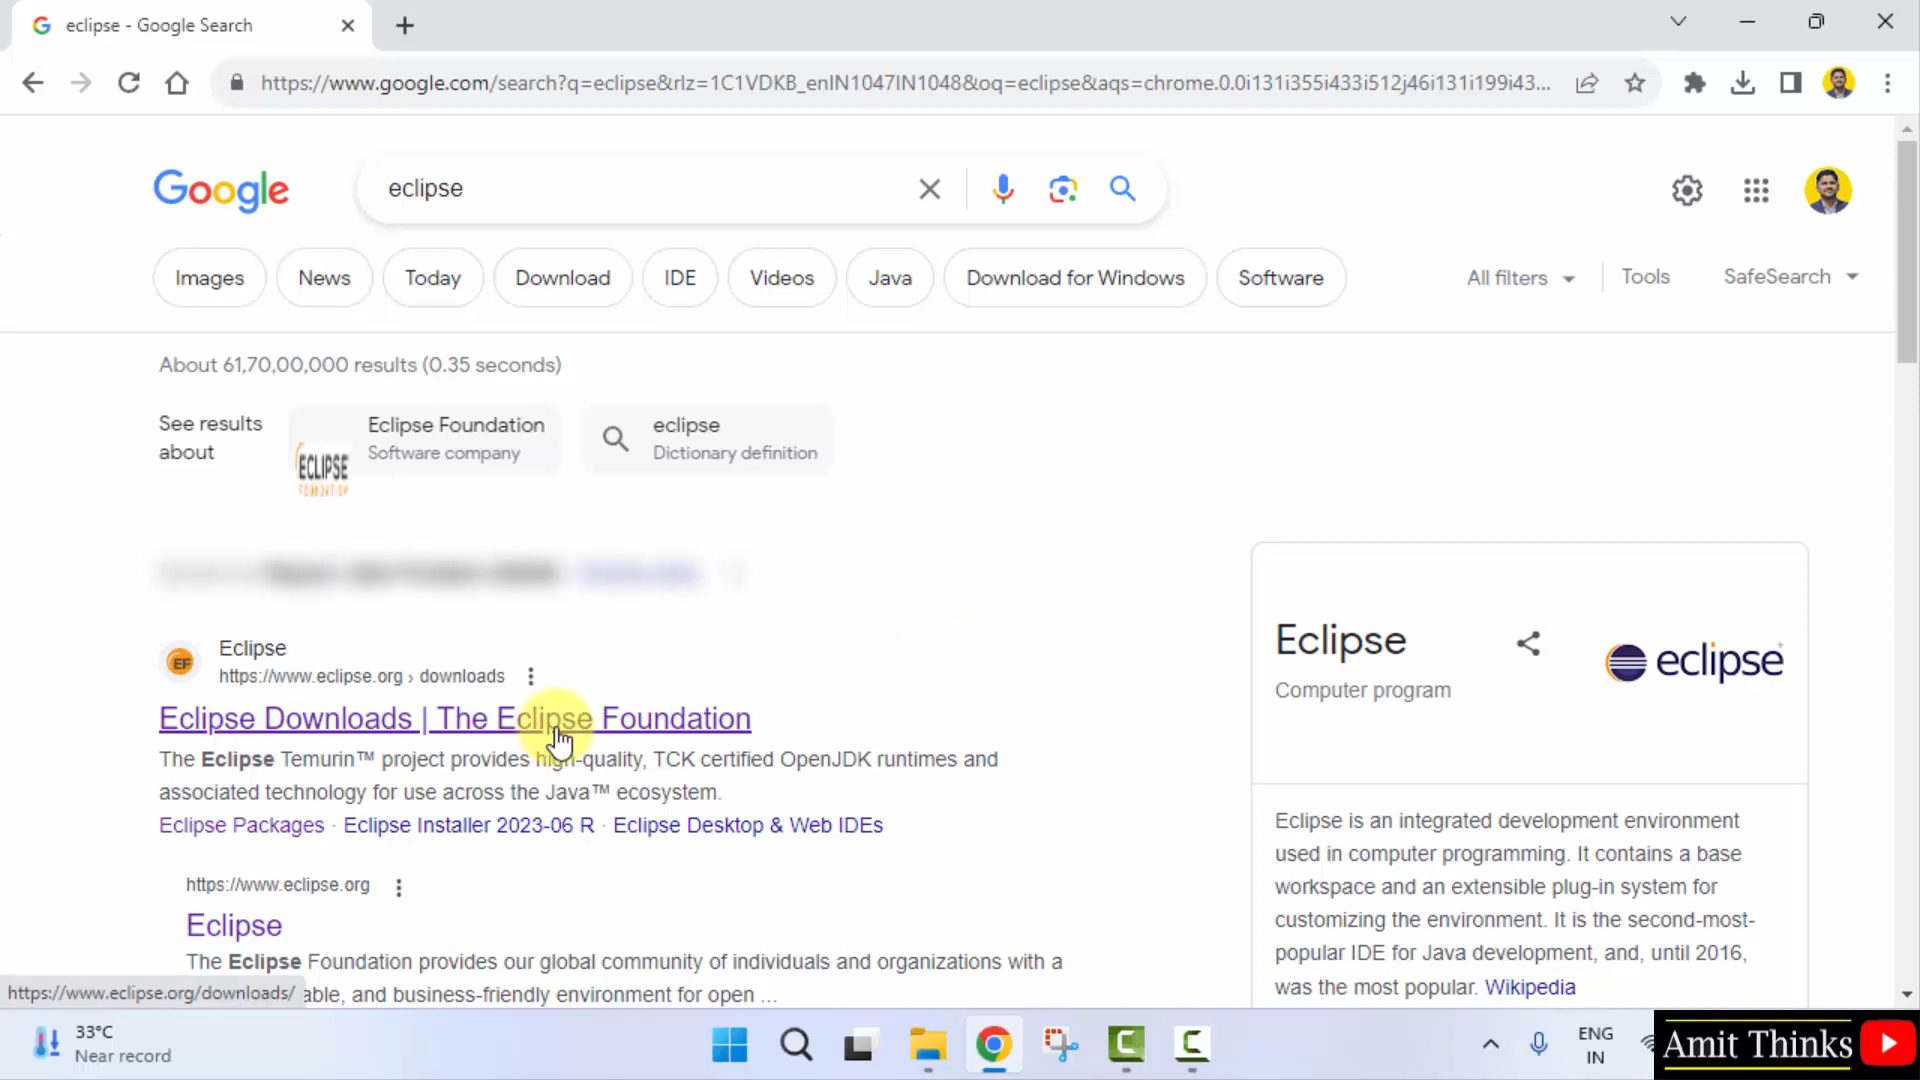 eclipse - Google Search
https://www.google.com/search?q=eclipse&rlz=1C1VDKB_enIN1047IN1048&oq=eclipse&aqs=chrome.0.0i131i355i433i512j46i131i199i43...
Google
eclipse
Images
News
Today
Download
IDE
Videos
Java
Download for Windows
Software
All filters
Tools
SafeSearch
About 61,70,00,000 results (0.35 seconds)
See results
about
ECLIPSE
FOUNDATION
Eclipse Foundation
Software company
eclipse
Dictionary definition
EF
Eclipse
https://www.eclipse.org › downloads
Eclipse Downloads | The Eclipse Foundation
The Eclipse Temurin™ project provides high-quality, TCK certified OpenJDK runtimes and
associated technology for use across the Java™ ecosystem.
Eclipse Packages · Eclipse Installer 2023-06 R · Eclipse Desktop & Web IDEs
https://www.eclipse.org
Eclipse
The Eclipse Foundation provides our global community of individuals and organizations with a
able, and business-friendly environment for open ...
https://www.eclipse.org/downloads/
Eclipse
Computer program
eclipse
Eclipse is an integrated development environment
used in computer programming. It contains a base
workspace and an extensible plug-in system for
customizing the environment. It is the second-most-
popular IDE for Java development, and, until 2016,
was the most popular. Wikipedia
33°C
Near record
ENG
IN
Amit Thinks